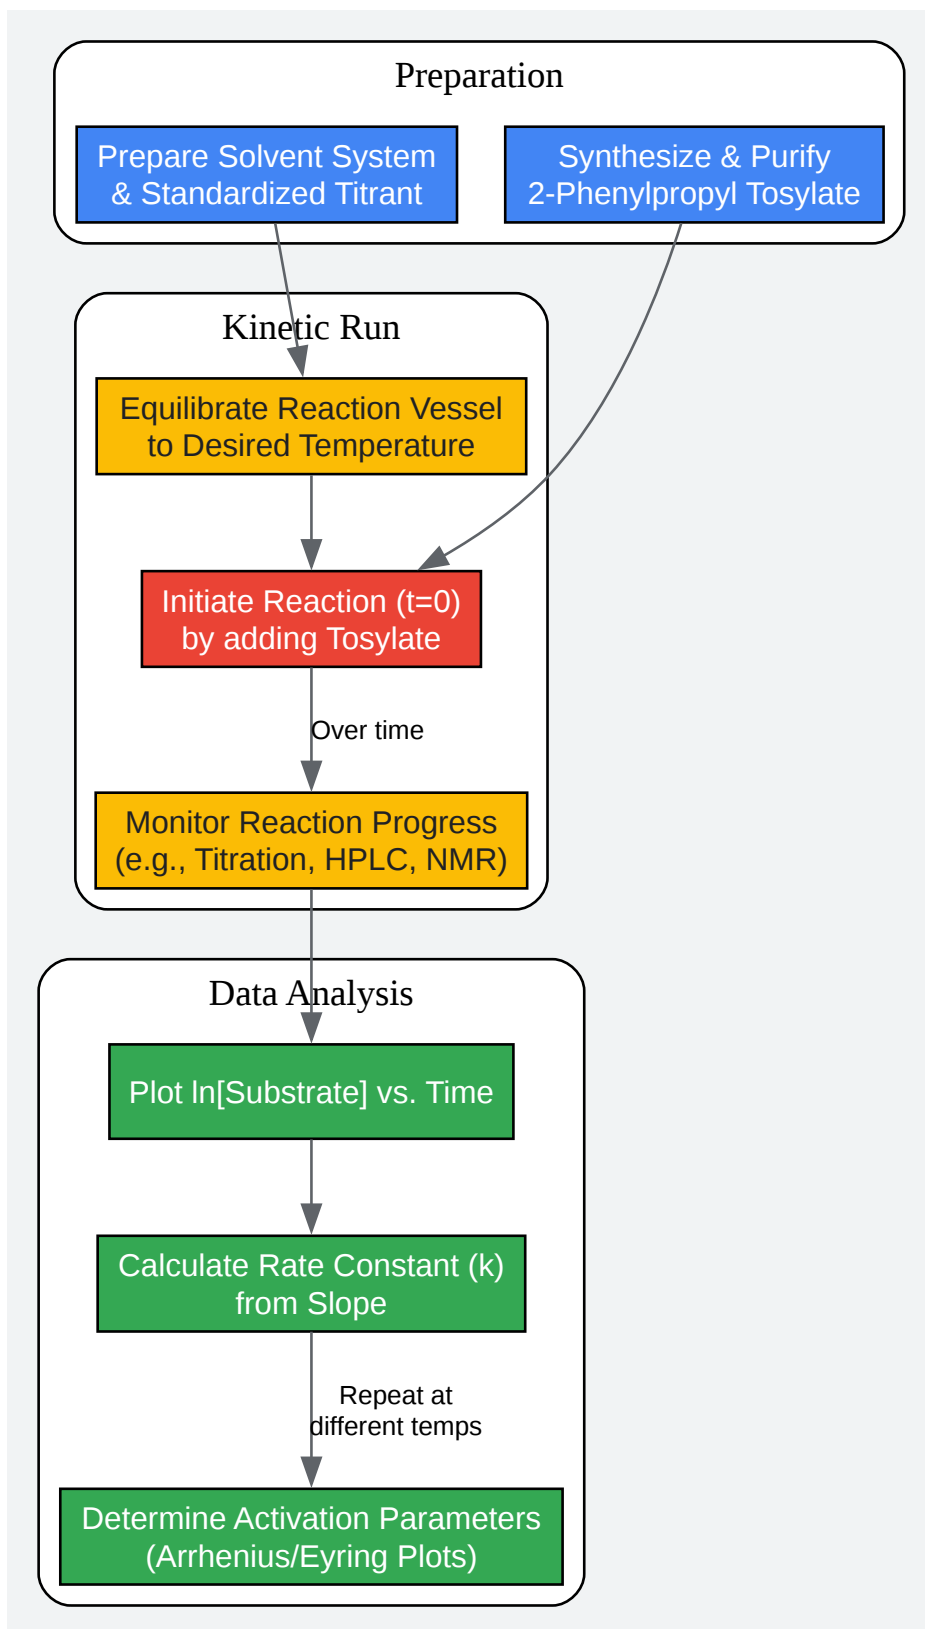 Preparation
Prepare Solvent System
& Standardized Titrant
Synthesize & Purify
2-Phenylpropyl Tosylate
Kinetic Run
Equilibrate Reaction Vessel
to Desired Temperature
Initiate Reaction (t=0)
by adding Tosylate
Over time
Monitor Reaction Progress
(e.g., Titration, HPLC, NMR)
Data Analysis
Plot ln[Substrate] vs. Time
Calculate Rate Constant (k)
from Slope
Repeat at
different temps
Determine Activation Parameters
(Arrhenius/Eyring Plots)